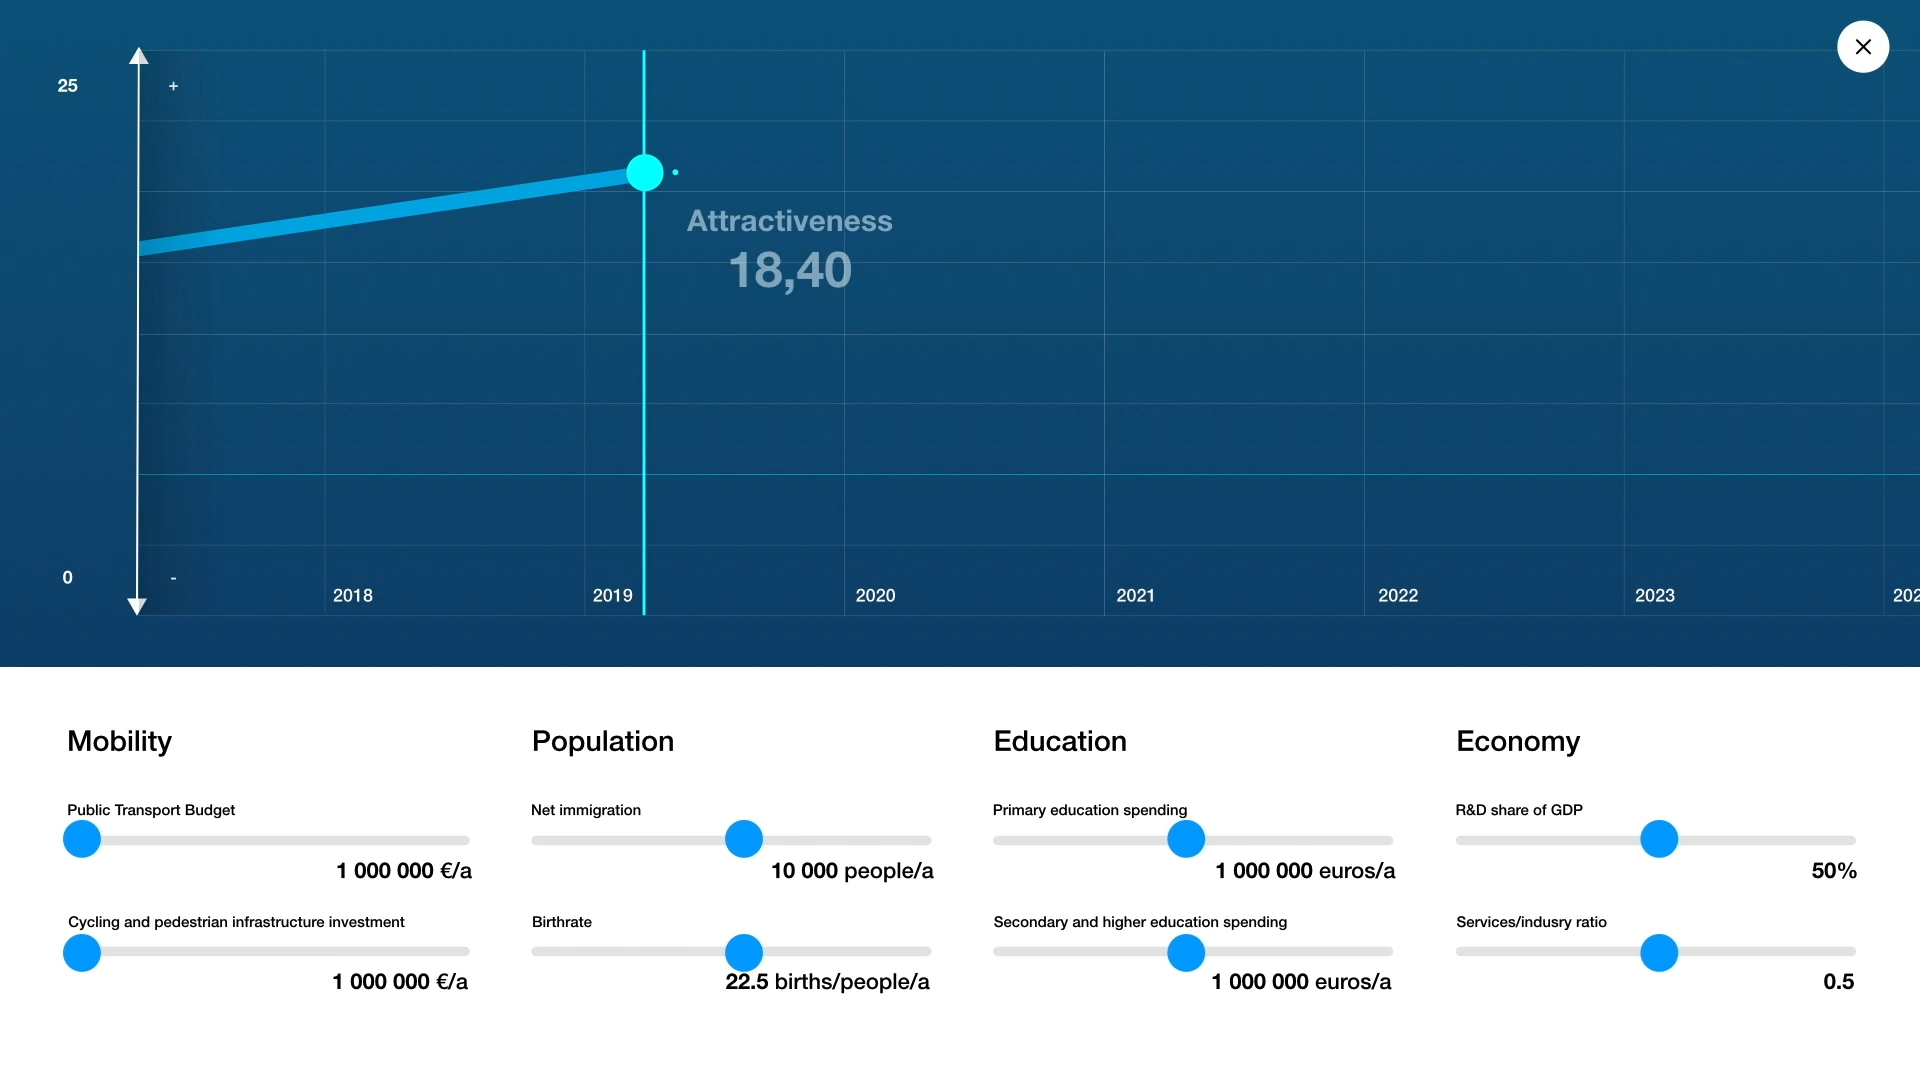 25
+
Attractiveness
18,40
0
-
2018
2019
2020
2021
2022
2023
202
Mobility
Population
Education
Economy
Public Transport Budget
Net immigration
Primary education spending
R&D share of GDP
1 000 000 €/a
10 000 people/a
1 000 000 euros/a
50%
Cycling and pedestrian infrastructure investment
Birthrate
Secondary and higher education spending
Services/indusry ratio
1 000 000 €/a
22.5 births/people/a
1 000 000 euros/a
0.5